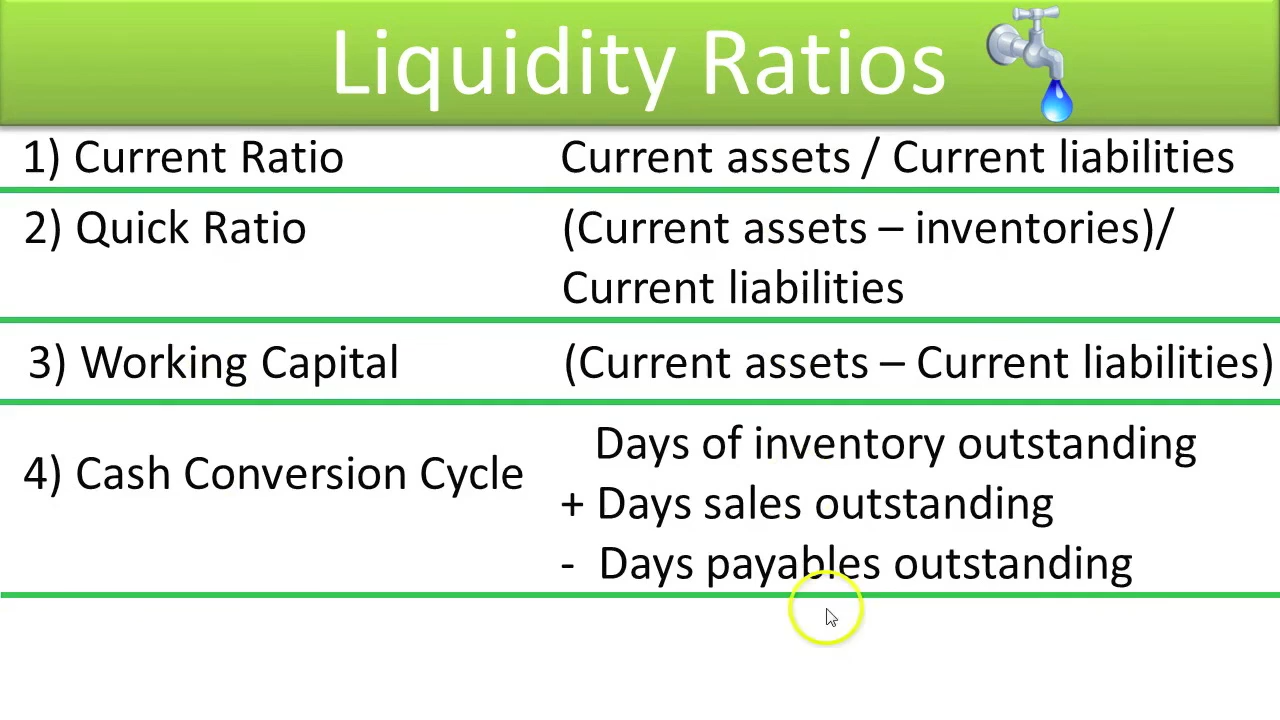 Liquidity Ratios
1) Current Ratio
Current assets / Current liabilities
2) Quick Ratio
(Current assets – inventories)/
Current liabilities
3) Working Capital
(Current assets – Current liabilities)
4) Cash Conversion Cycle
Days of inventory outstanding
+ Days sales outstanding
- Days payables outstanding